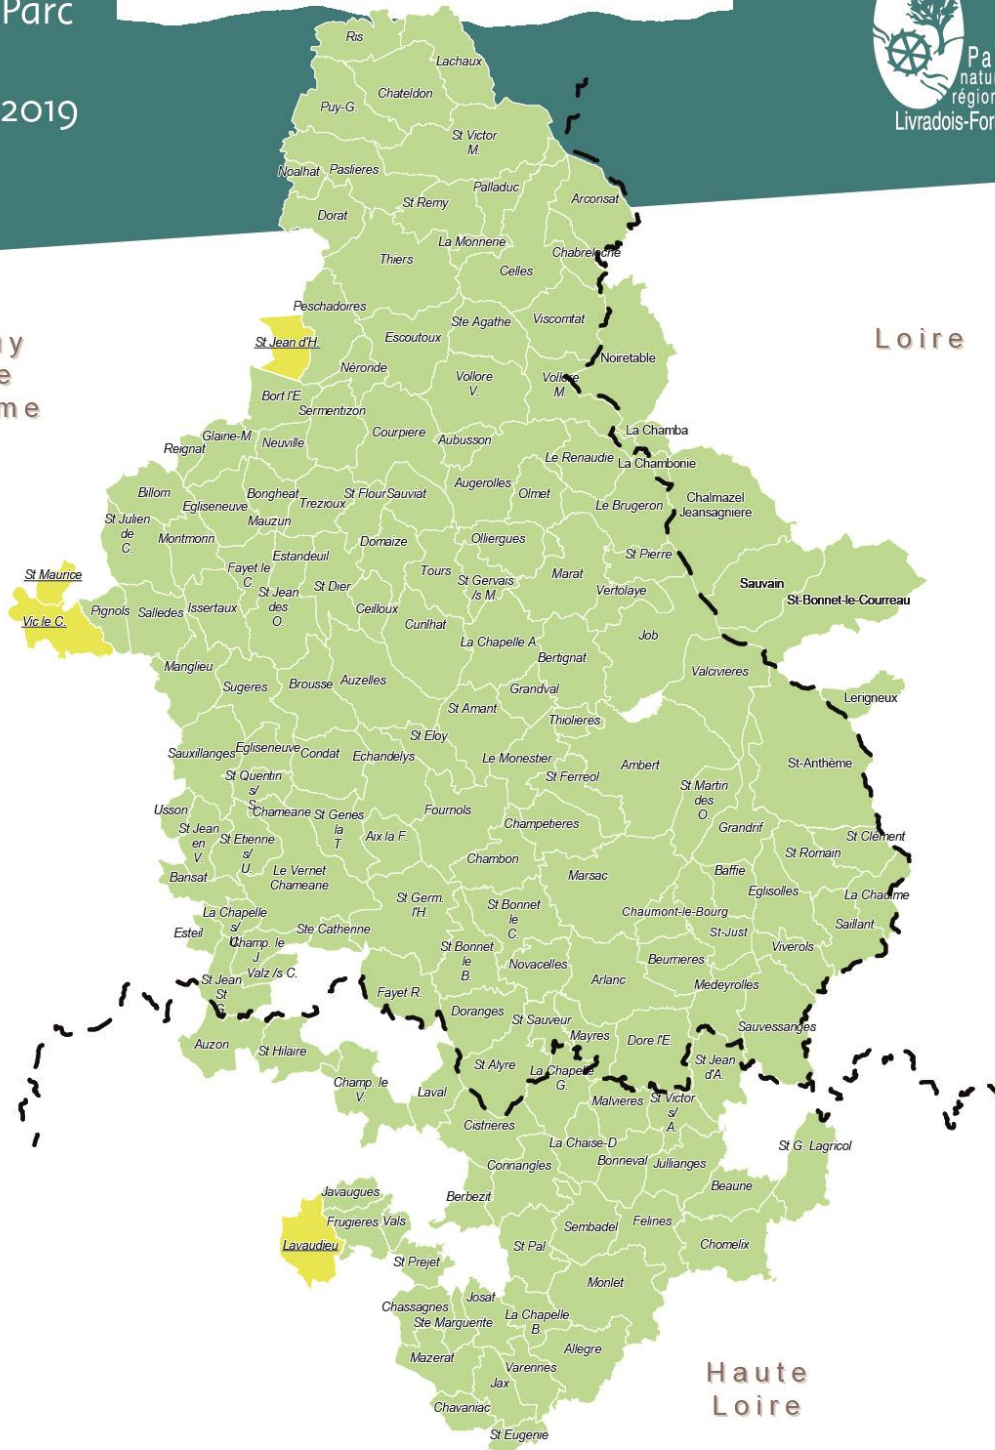 Parc
2019
Pa
natu
région
Livradois-For
Ris
Lachaux
Chateldon
Puy-G.
St Victor
M.
Noalhat
Paslieres
Palladuc
Arconsat
St Remy
Dorat
La Monnerie
Chabreloche
Thiers
Celles
Peschadoires
Ste Agathe
Viscomtat
Loire
y
e
me
St Jean d'H.
Escoutoux
Noiretable
Néronde
Vollore
V.
Vollore
M.
Bort l'E.
Sermentizon
Glaine-M.
Neuville
Courpiere
Aubusson
La Chamba
Reignat
Le Renaudie
La Chambonie
Billom
Bongheat
St Flour
Sauviat
Augerolles
Olmet
Egliseneuve
Trezioux
Le Brugeron
Chalmazel
Jeansagniere
St Julien
de
C.
Mauzun
Montmorin
Domaize
Olliergues
Estandeuil
St Pierre
St Maurice
Fayet le
C.
St Dier
Tours
St Gervais
/s M.
Marat
Vertolaye
Sauvain
St Jean
des
O.
St-Bonnet-le-Courreau
Vic le C.
Pignols
Salledes
Issertaux
Ceilloux
Cunlhat
Job
La Chapelle A.
Bertignat
Manglieu
Valcivieres
Sugeres
Brousse
Auzelles
Grandval
Lerigneux
St Amant
Thiolieres
St Eloy
Sauxillanges
Egliseneuve
Condat
Echandelys
Le Monestier
Ambert
St-Anthème
St Quentin
s/
S.
St Ferreol
St Martin
des
O.
Usson
Chameane
St Genes
la
T.
Fournols
Champetieres
Grandrif
St Jean
en
V.
St Etienne
s/
U.
Aix la F.
St Clément
St Romain
Chambon
Bansat
Le Vernet
Chameane
Marsac
Baffie
Eglisolles
La Chaulme
St Germ.
l'H.
St Bonnet
le
C.
Chaumont-le-Bourg
La Chapelle
s/
U.
Esteil
Ste Catherine
St-Just
Saillant
Champ. le
J.
St Bonnet
le
B.
Viverols
Novacelles
Beurrieres
Valz /s C.
St Jean
St
G.
Arlanc
Medeyrolles
Fayet R.
Doranges
St Sauveur
Sauvessanges
Auzon
St Hilaire
Mayres
Dore l'E.
St Alyre
La Chapelle
G.
St Jean
d'A.
Champ. le
V.
Laval
Malvieres
St Victor
s/
A.
Cistrieres
La Chaise-D
St G. Lagricol
Connangles
Bonneval
Jullianges
Javaugues
Berbezit
Beaune
Frugieres
Vals
Sembadel
Felines
Lavaudieu
St Pal
Chomelix
St Prejet
Monlet
Josat
Chassagnes
Ste Marguerite
La Chapelle
B.
Mazerat
Allegre
Varennes
Jax
Haute
Loire
Chavaniac
St Eugenie